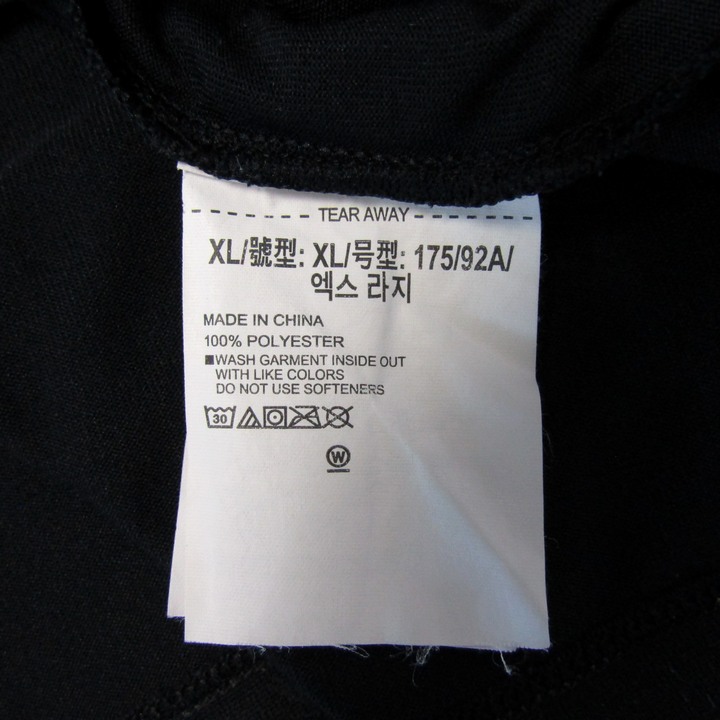 TEAR AWAY
XL/號型: XL/号型: 175/92A/
엑스 라지
MADE IN CHINA
100% POLYESTER
■WASH GARMENT INSIDE OUT
WITH LIKE COLORS
DO NOT USE SOFTENERS
30
W